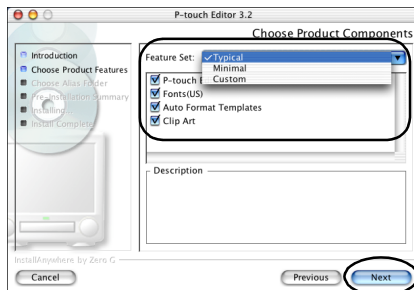 P-touch Editor 3.2
Choose Product Components
Introduction
Choose Product Features
Choose Alias Folder
Pre-Installation Summary
Installing...
Install Complete
Feature Set: Typical
Minimal
Custom
P-touch
Fonts(US)
Auto Format Templates
Clip Art
Description
InstallAnywhere by Zero G
Cancel
Previous
Next